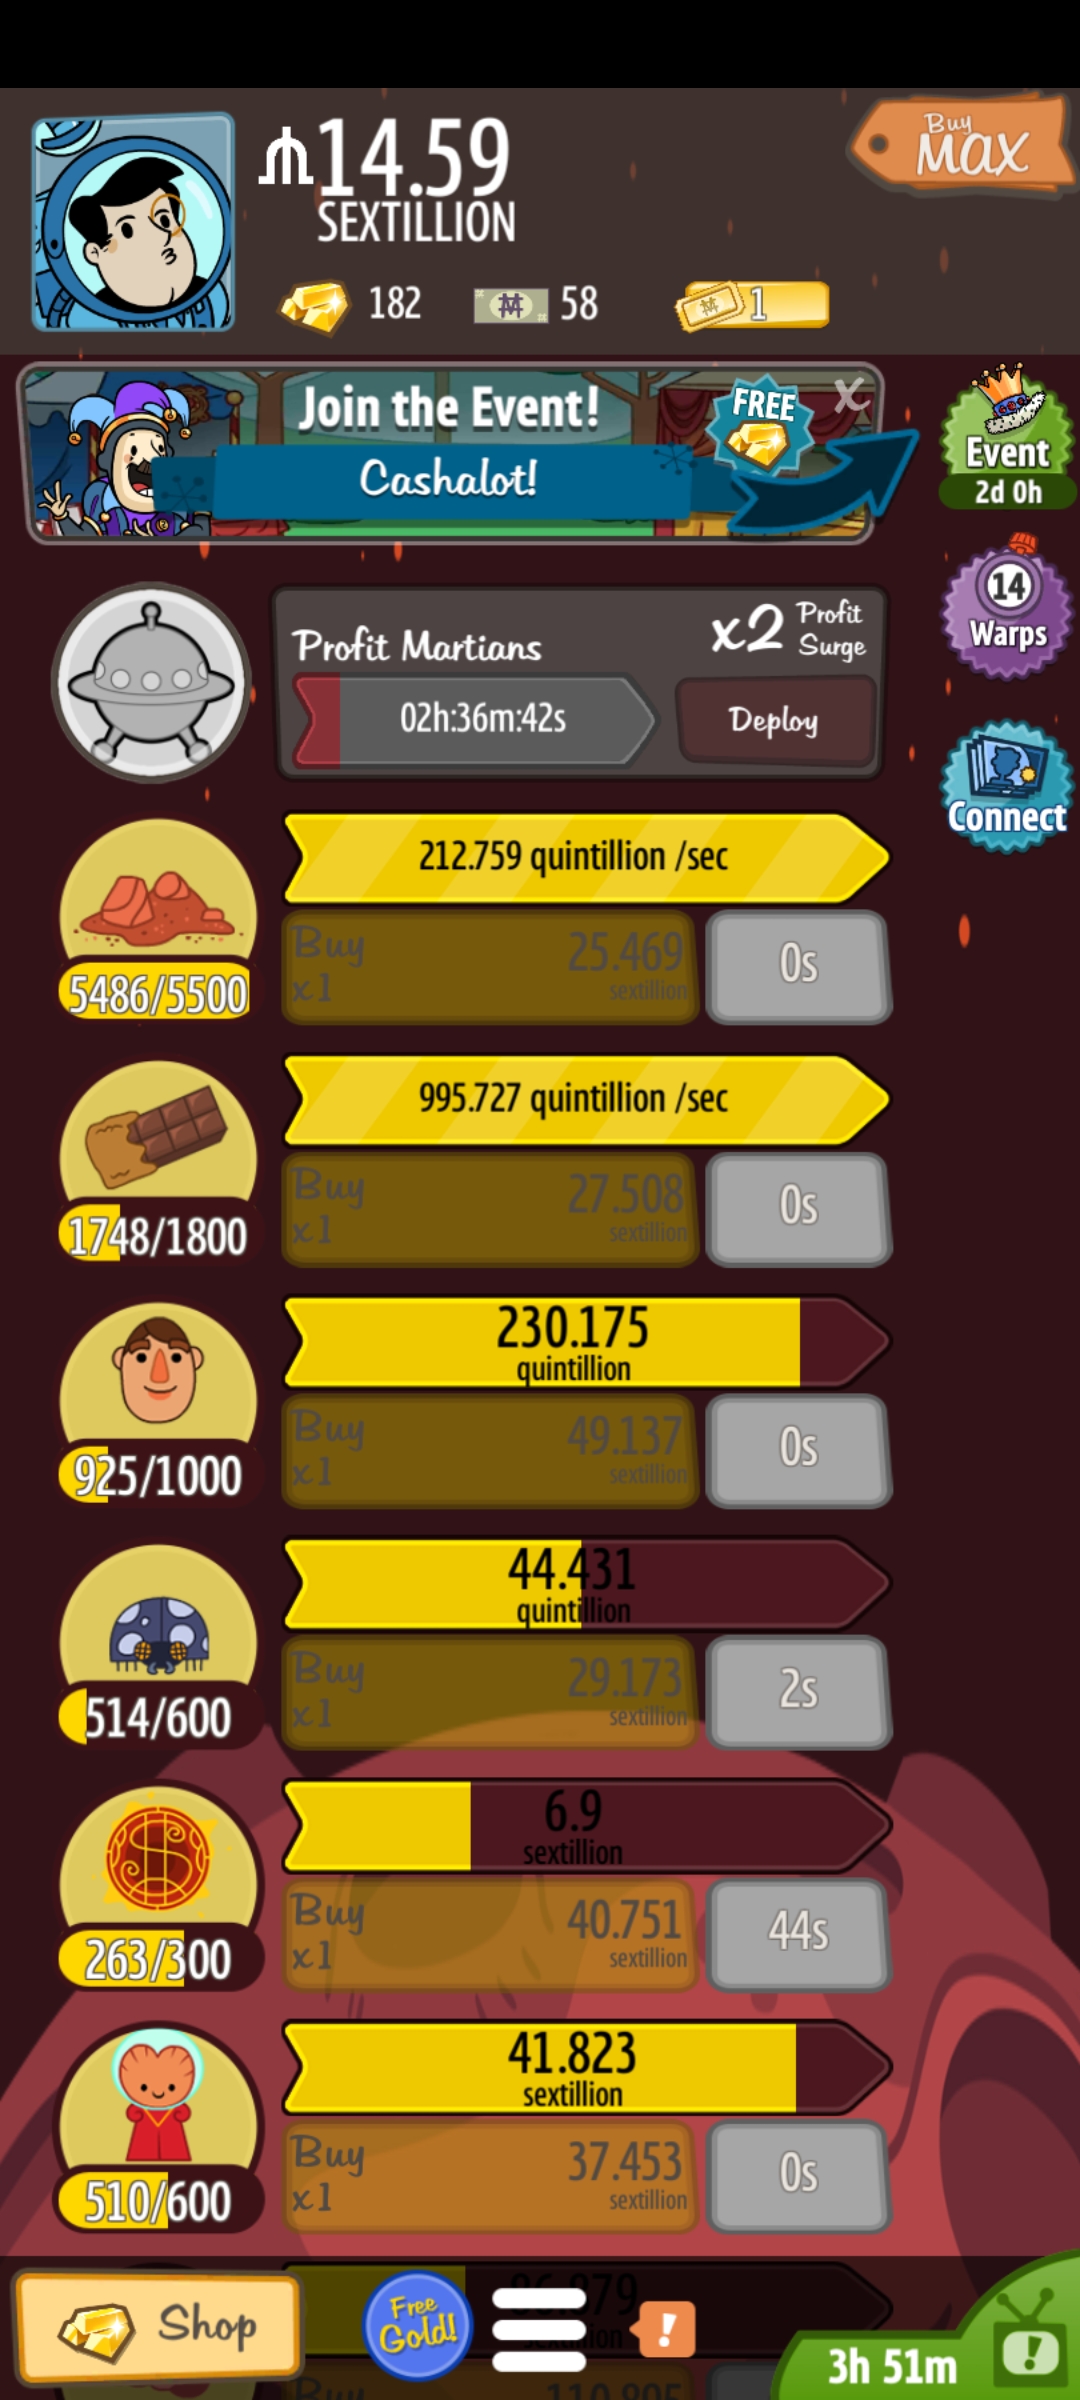 14.59
SEXTILLION
Buy
MAX
182
58
1
Join the Event!
FREE
X
Cashalot!
Event
2d 0h
14
Warps
Connect
Profit Martians
x2 Profit Surge
02h:36m:42s
Deploy
212.759 quintillion /sec
5486/5500
Buy x1
25.469 sextillion
0s
995.727 quintillion /sec
1748/1800
Buy x1
27.508 sextillion
0s
230.175
quintillion
925/1000
Buy x1
49.137 sextillion
0s
44.431
quintillion
514/600
Buy x1
29.173 sextillion
2s
6.9
sextillion
263/300
Buy x1
40.751 sextillion
44s
41.823
sextillion
510/600
Buy x1
37.453 sextillion
0s
Shop
Free
Gold!
!
3h 51m
!
Buy